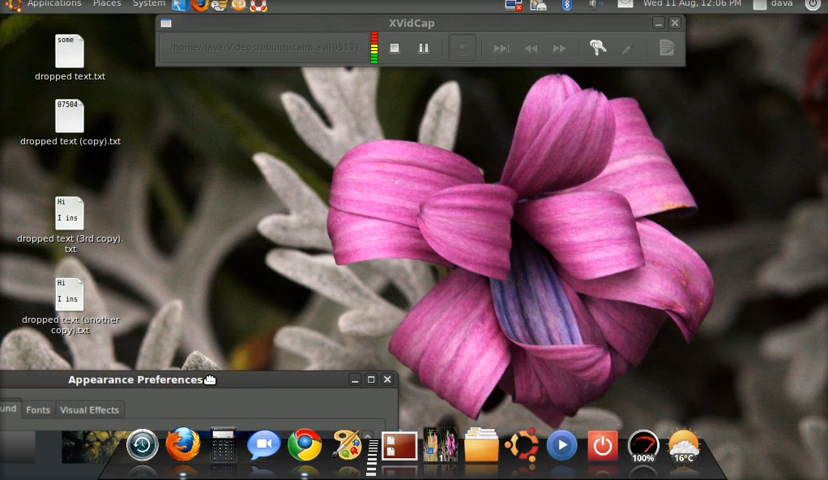 Applications Places System
Wed 11 Aug, 12:06 PM
dava
XVidCap
some
dropped text.txt
07504
dropped text (copy).txt
Hi
I ins
dropped text (3rd copy).
txt
Hi
I ins
dropped text (another
copy).txt
Appearance Preferences
und Fonts Visual Effects
100%
16°C